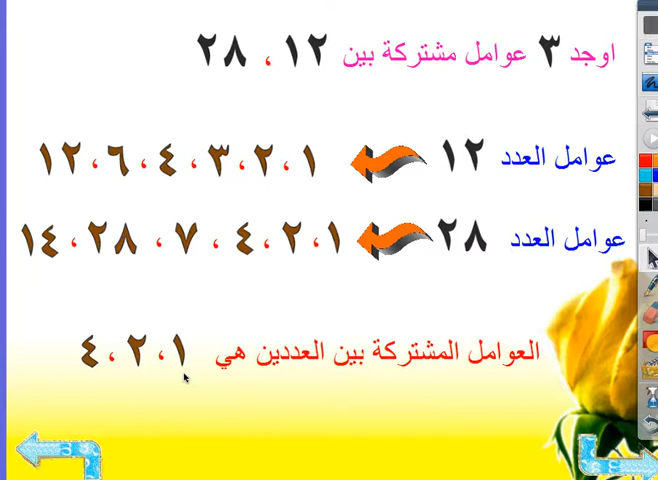 اوجد ٣ عوامل مشتركة بين ١٢ ، ٢٨
عوامل العدد ١٢ ١ ، ٢ ، ٣ ، ٤ ، ٦ ، ١٢
عوامل العدد ٢٨ ١ ، ٢ ، ٤ ، ٧ ، ٢٨ ، ١٤
العوامل المشتركة بين العددين هي ١ ، ٢ ، ٤